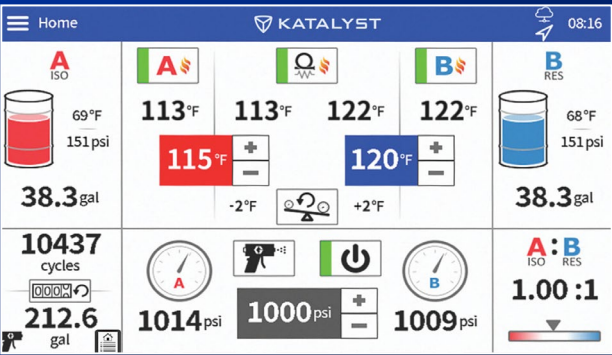 Home
KATALYST
08:16
A
ISO
69°F
151 psi
38.3 gal
A
B
113°F
113°F
122°F
122°F
115°F
+
−
120°F
+
−
-2°F
+2°F
B
RES
68°F
151 psi
38.3 gal
10437
cycles
000
212.6
gal
A
1014 psi
1000 psi
+
−
B
1009 psi
A:B
ISO RES
1.00 :1